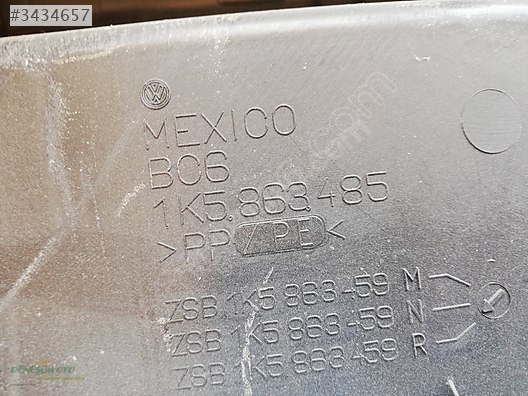 #3434657
MEXICO
BC6
1K5.863.485
>PP/PE<
ZSB 1K5 863 459 M
ZSB 1K5 863 459 N
ZSB 1K5 863 459 R